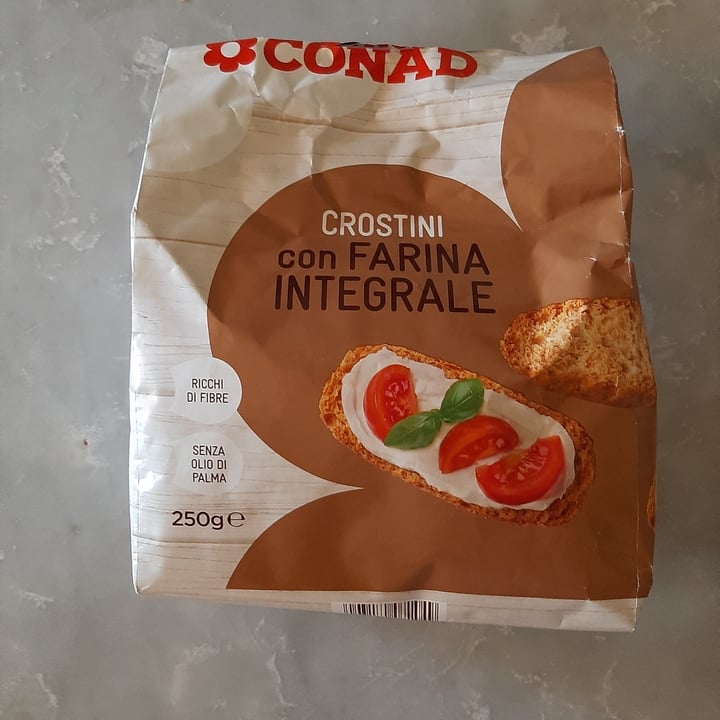 CONAD
CROSTINI
con FARINA
INTEGRALE
RICCHI
DI FIBRE
SENZA
OLIO DI
PALMA
250g e